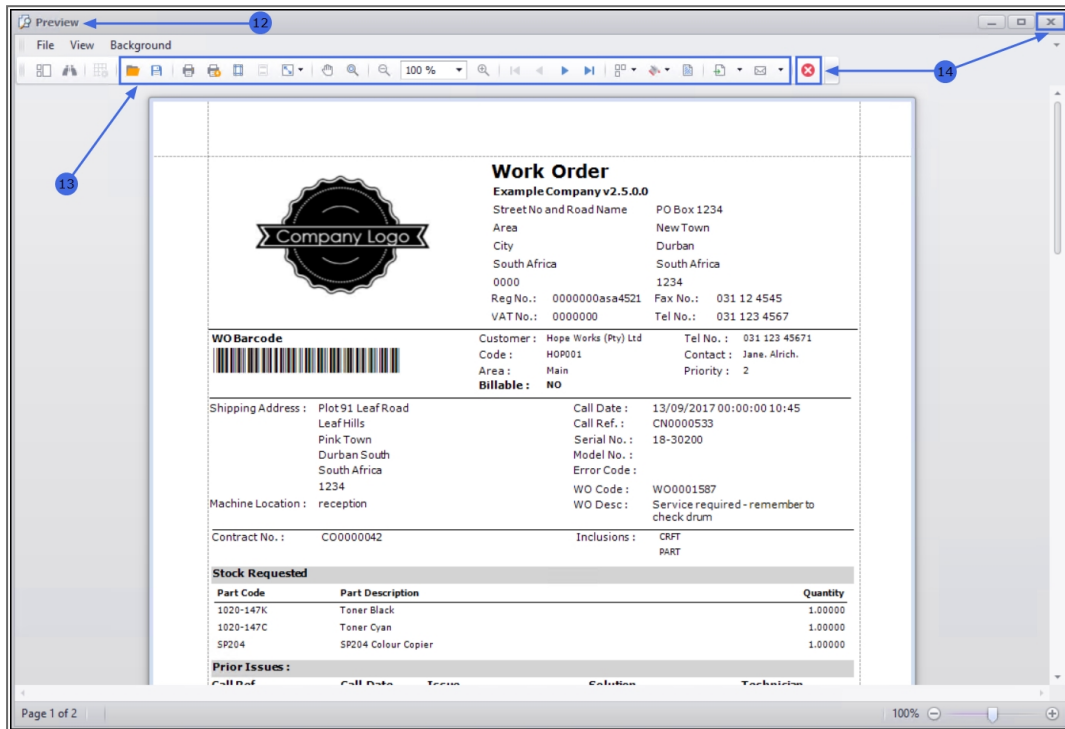 Preview
12
File View Background
100 %
14
13
Work Order
Example Company v2.5.0.0
Street No and Road Name PO Box 1234
Area New Town
City Durban
South Africa South Africa
0000 1234
Reg No.: 0000000asa4521 Fax No.: 031 12 4545
VAT No.: 0000000 Tel No.: 031 123 4567
Company Logo
WO Barcode
Customer: Hope Works (Pty) Ltd Tel No. : 031 123 45671
Code : HOP001 Contact : Jane. Alrich.
Area : Main Priority : 2
Billable : NO
Shipping Address : Plot 91 Leaf Road Call Date : 13/09/2017 00:00:00 10:45
Leaf Hills Call Ref. : CN0000533
Pink Town Serial No. : 18-30200
Durban South Model No. :
South Africa Error Code :
1234 WO Code : WO0001587
Machine Location : reception WO Desc : Service required - remember to
check drum
Contract No. : CO0000042 Inclusions : CRFT
PART
Stock Requested
Part Code Part Description Quantity
1020-147K Toner Black 1.00000
1020-147C Toner Cyan 1.00000
SP204 SP204 Colour Copier 1.00000
Prior Issues :
Call Ref Call Date Issue Solution Technician
Page 1 of 2 100%